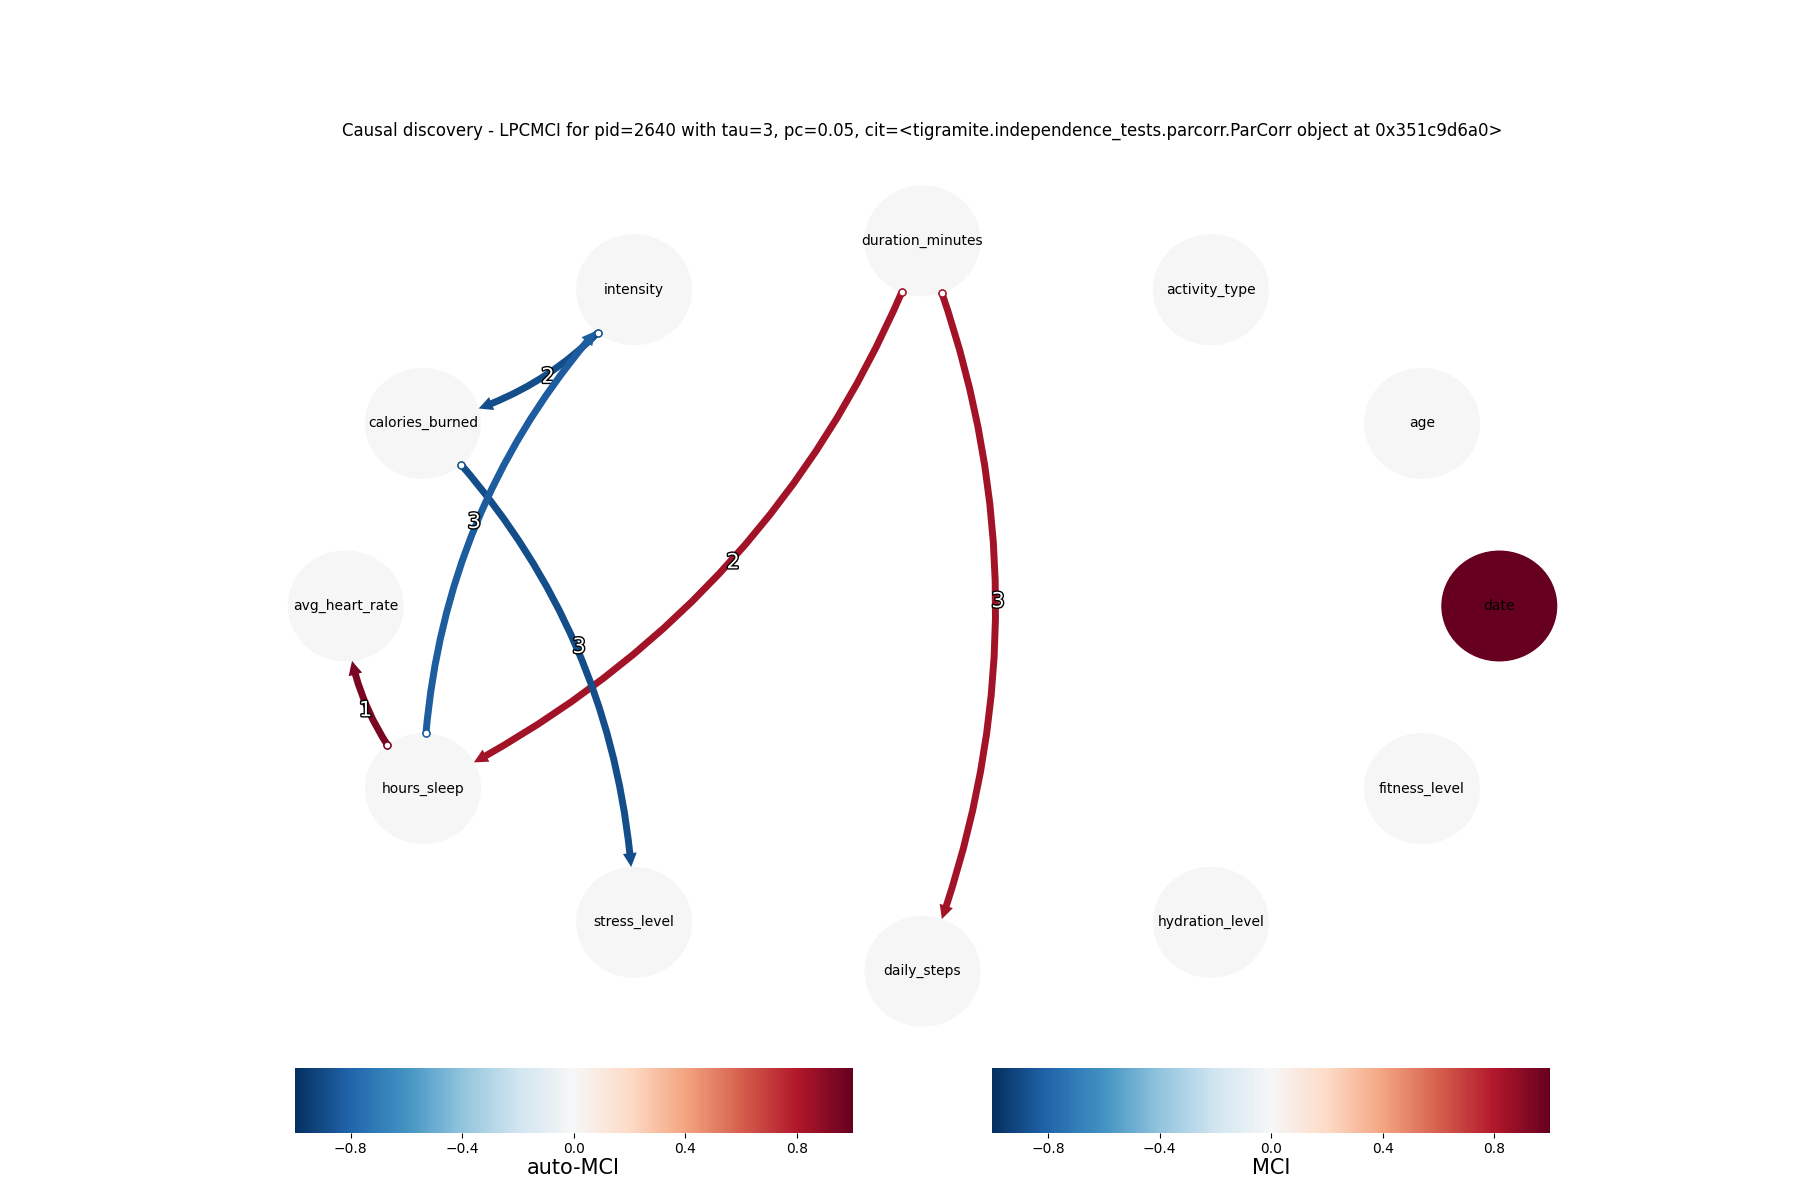 Causal discovery - LPCMCI for pid=2640 with tau=3, pc=0.05, cit=<tigramite.independence_tests.parcorr.ParCorr object at 0x351c9d6a0>
duration_minutes
intensity
activity_type
2
calories_burned
age
3
2
3
avg_heart_rate
date
3
1
hours_sleep
fitness_level
stress_level
hydration_level
daily_steps
−0.8 −0.4 0.0 0.4 0.8
auto-MCI
−0.8 −0.4 0.0 0.4 0.8
MCI